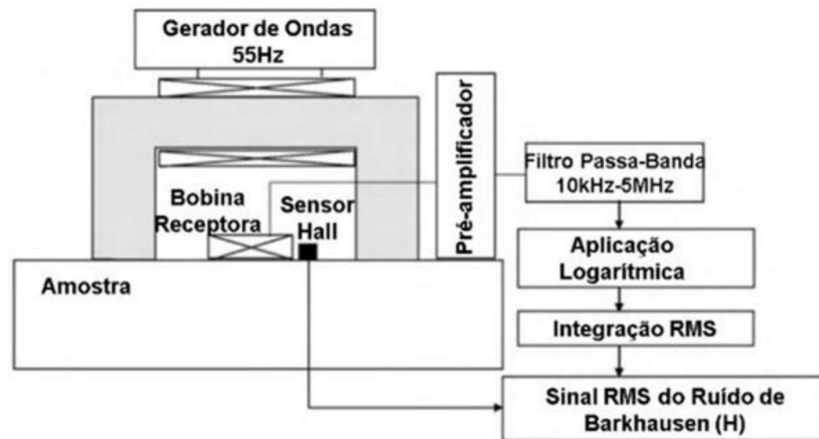 Gerador de Ondas
55Hz
Pré-amplificador
Filtro Passa-Banda
10kHz-5MHz
Bobina
Receptora
Sensor
Hall
Aplicação
Logarítmica
Amostra
Integração RMS
Sinal RMS do Ruído de
Barkhausen (H)